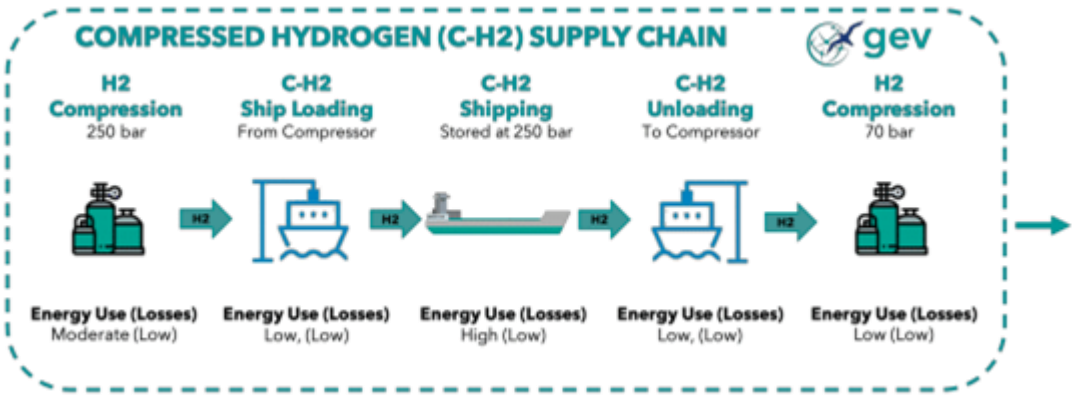 COMPRESSED HYDROGEN (C-H2) SUPPLY CHAIN
gev
H2
Compression
250 bar
C-H2
Ship Loading
From Compressor
C-H2
Shipping
Stored at 250 bar
C-H2
Unloading
To Compressor
H2
Compression
70 bar
H2
H2
H2
H2
Energy Use (Losses)
Moderate (Low)
Energy Use (Losses)
Low, (Low)
Energy Use (Losses)
High (Low)
Energy Use (Losses)
Low, (Low)
Energy Use (Losses)
Low (Low)